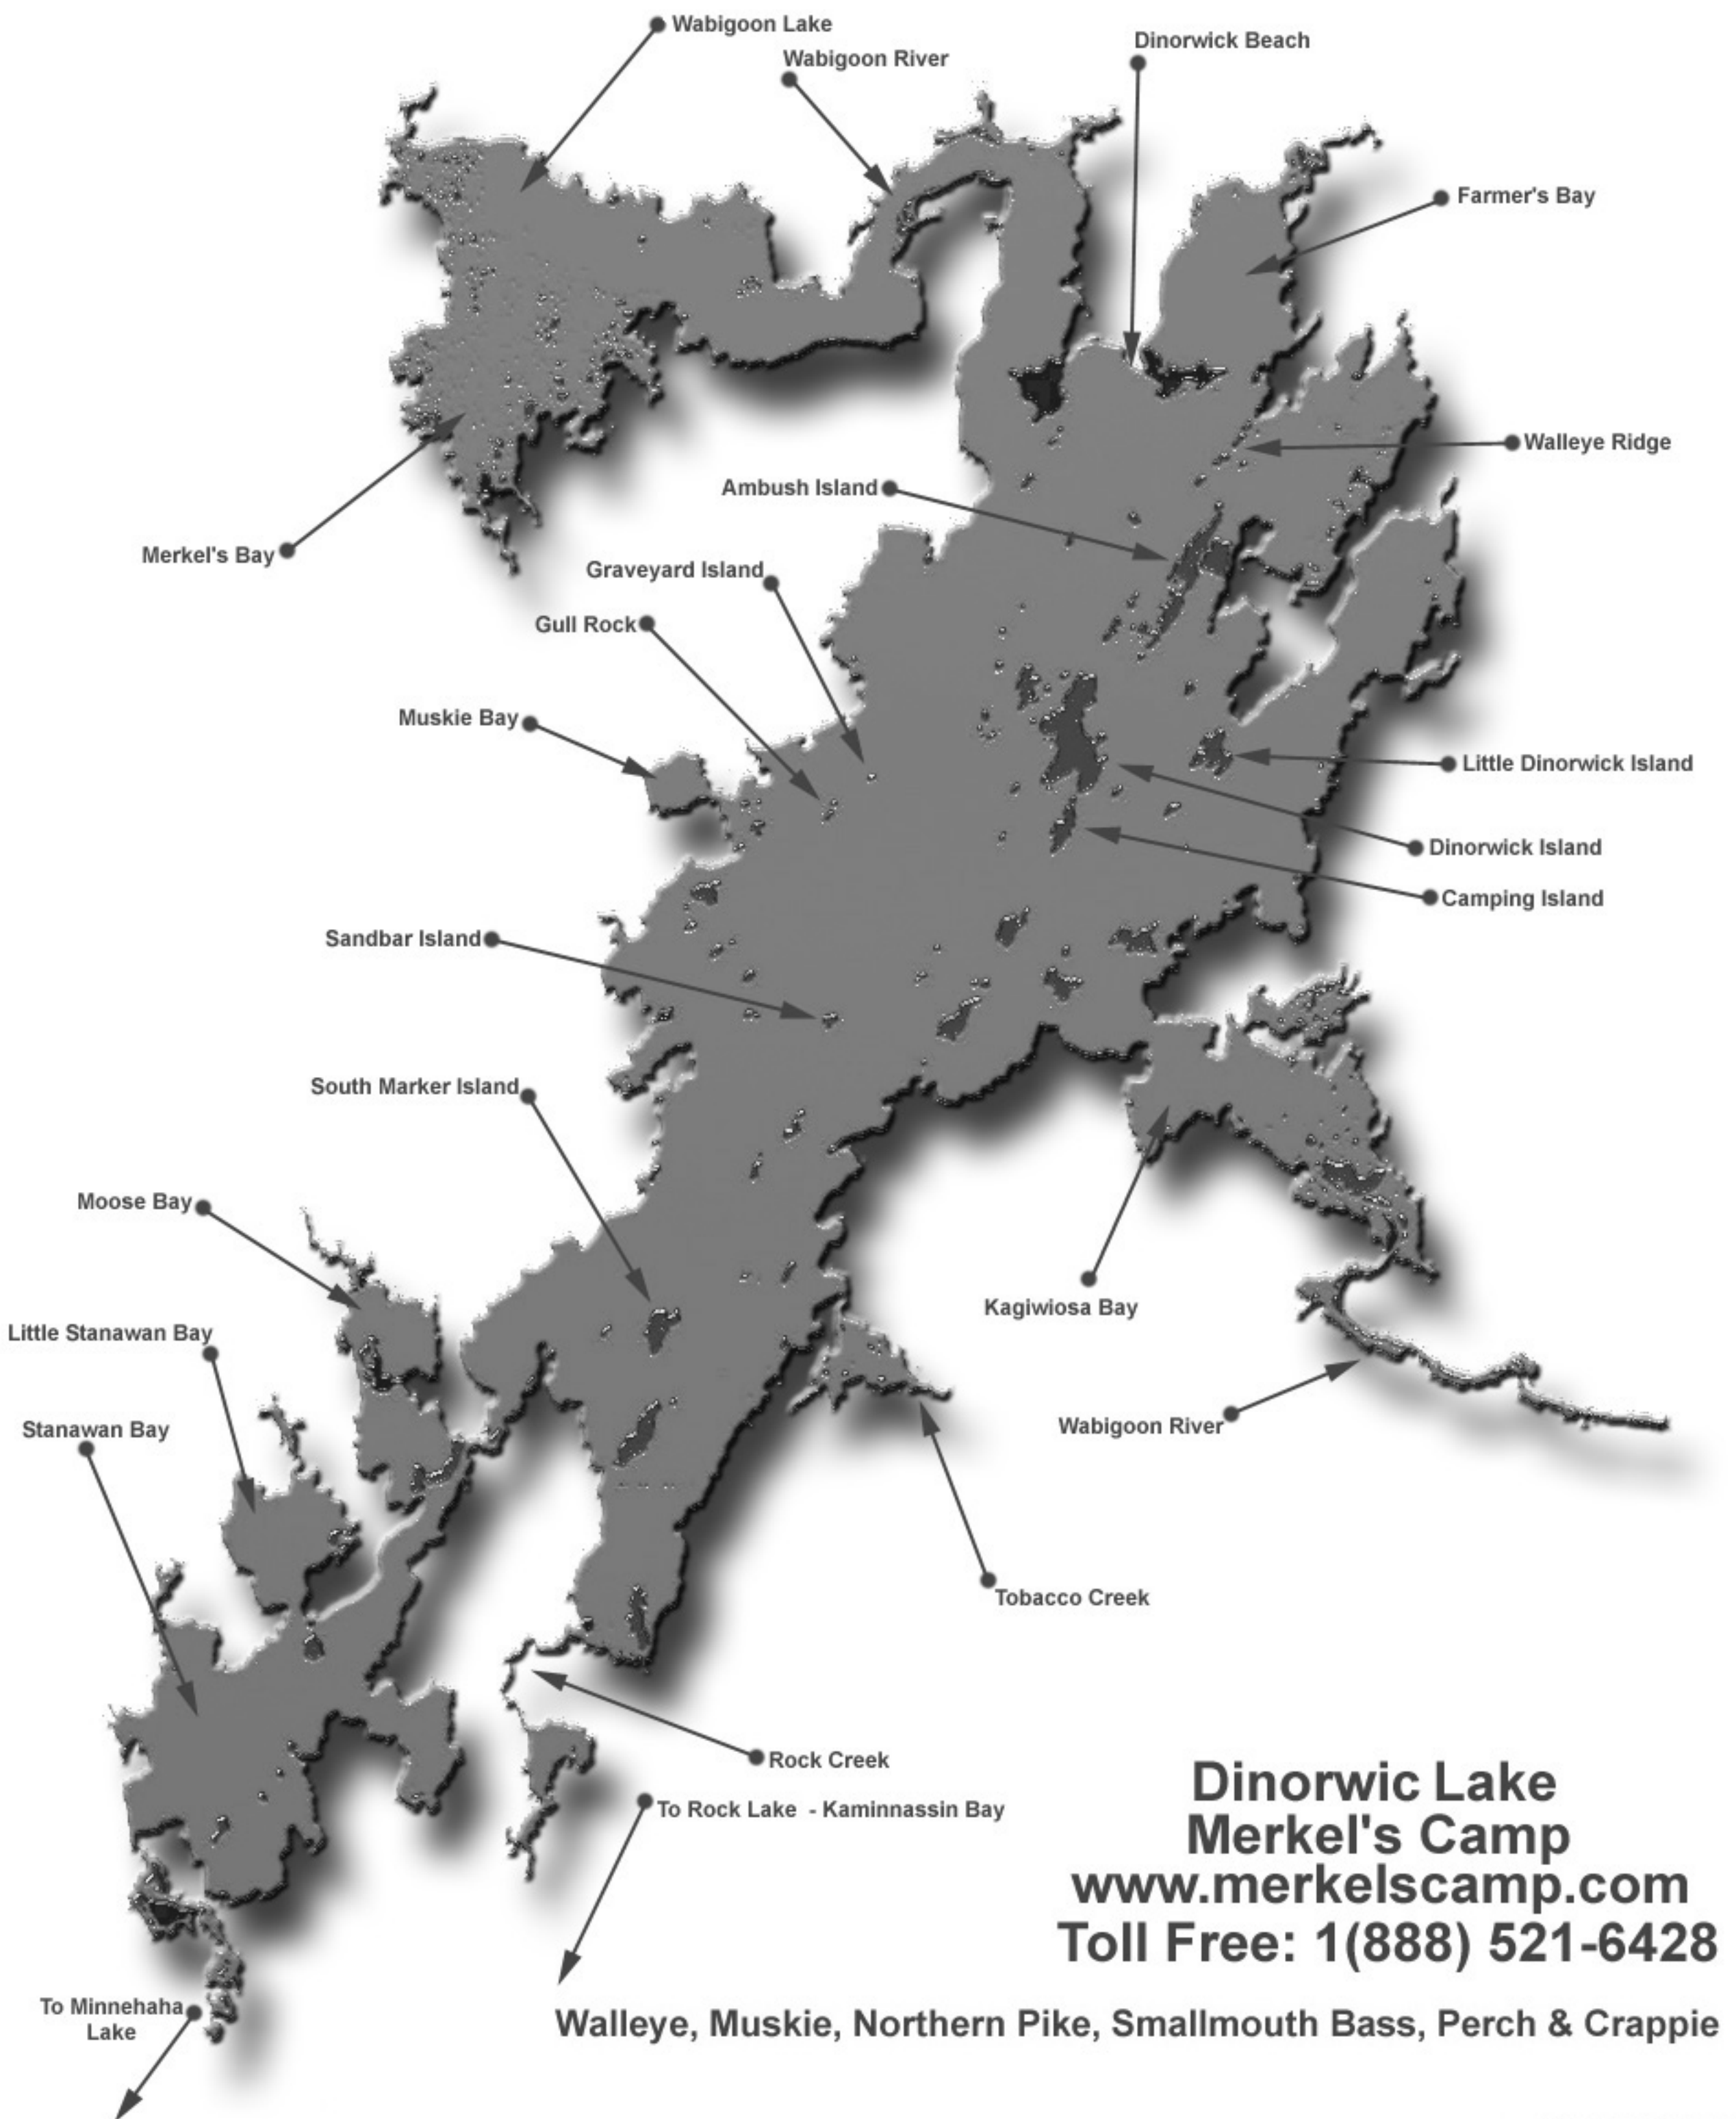 Wabigoon Lake
Dinorwick Beach
Wabigoon River
Farmer's Bay
Walleye Ridge
Ambush Island
Merkel's Bay
Graveyard Island
Gull Rock
Muskie Bay
Little Dinorwick Island
Dinorwick Island
Camping Island
Sandbar Island
South Marker Island
Moose Bay
Kagiwiosa Bay
Little Stanawan Bay
Wabigoon River
Stanawan Bay
Tobacco Creek
Rock Creek
To Rock Lake - Kaminnassin Bay
Dinorwic Lake
Merkel's Camp
www.merkelscamp.com
Toll Free: 1(888) 521-6428
To Minnehaha
Lake
Walleye, Muskie, Northern Pike, Smallmouth Bass, Perch & Crappie